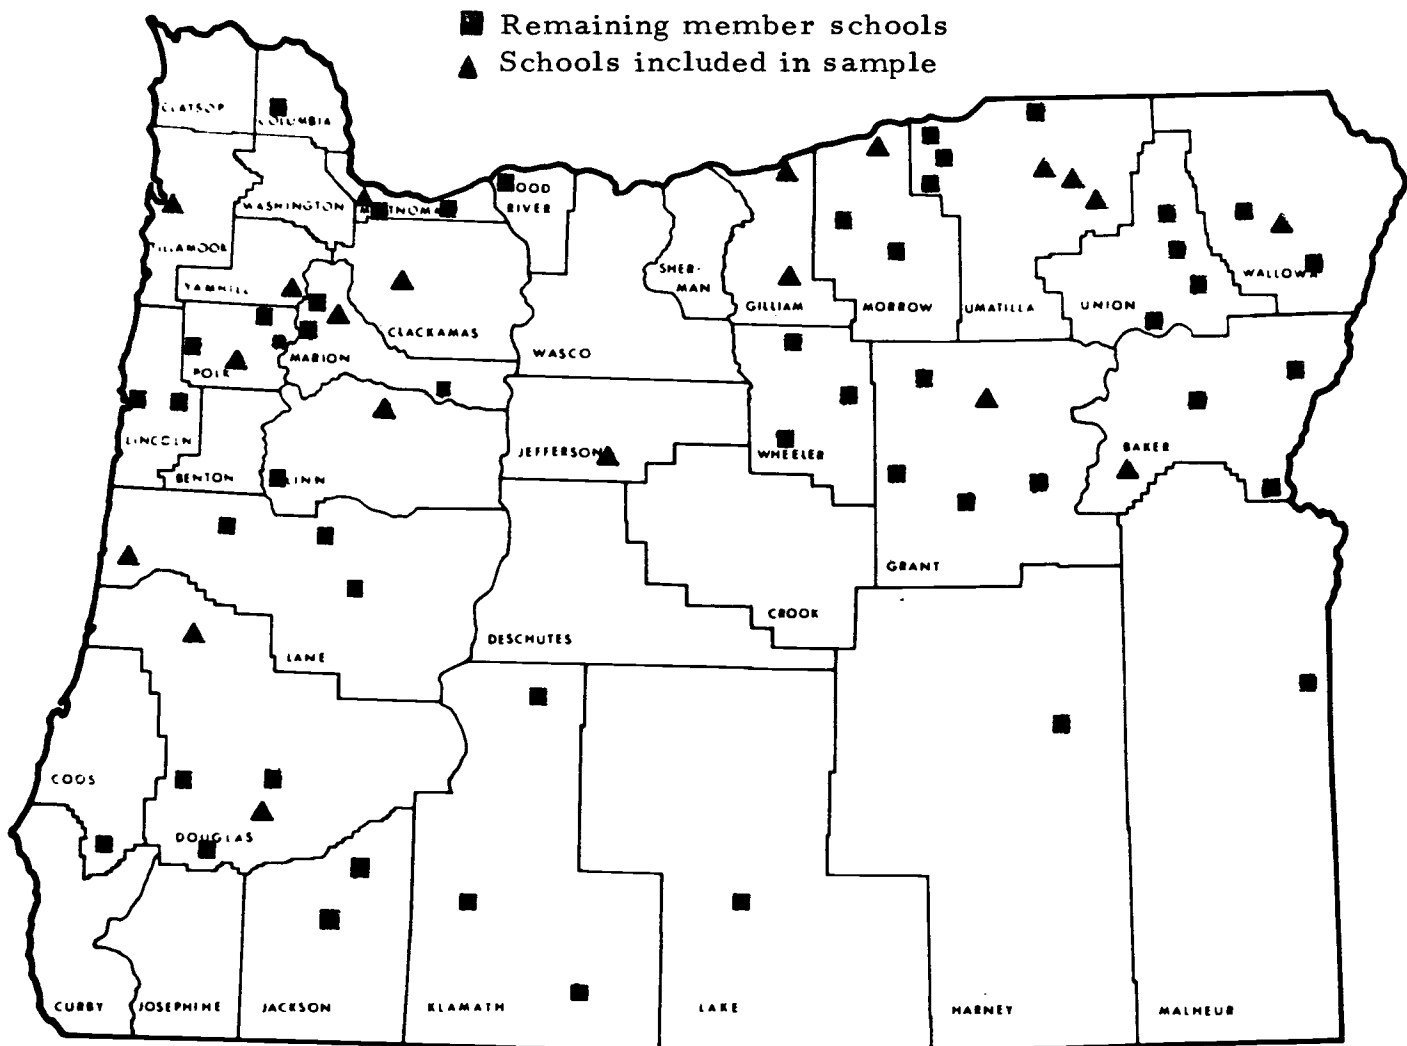 Remaining member schools
Schools included in sample
CLATSOP
COLUMBIA
HOOD
RIVER
WASHINGTON
TILLAMOOK
YAMHILL
SHER-
MAN
WALLOWA
GILLIAM
MORROW
UMATILLA
UNION
CLACKAMAS
MARION
WASCO
POLK
LINCOLN
JEFFERSON
WHEELER
BAKER
BENTON
LINN
GRANT
CROOK
DESCHUTES
LANE
COOS
DOUGLAS
CURBY
JOSEPHINE
JACKSON
KLAMATH
LAKE
HARNEY
MALHEUR